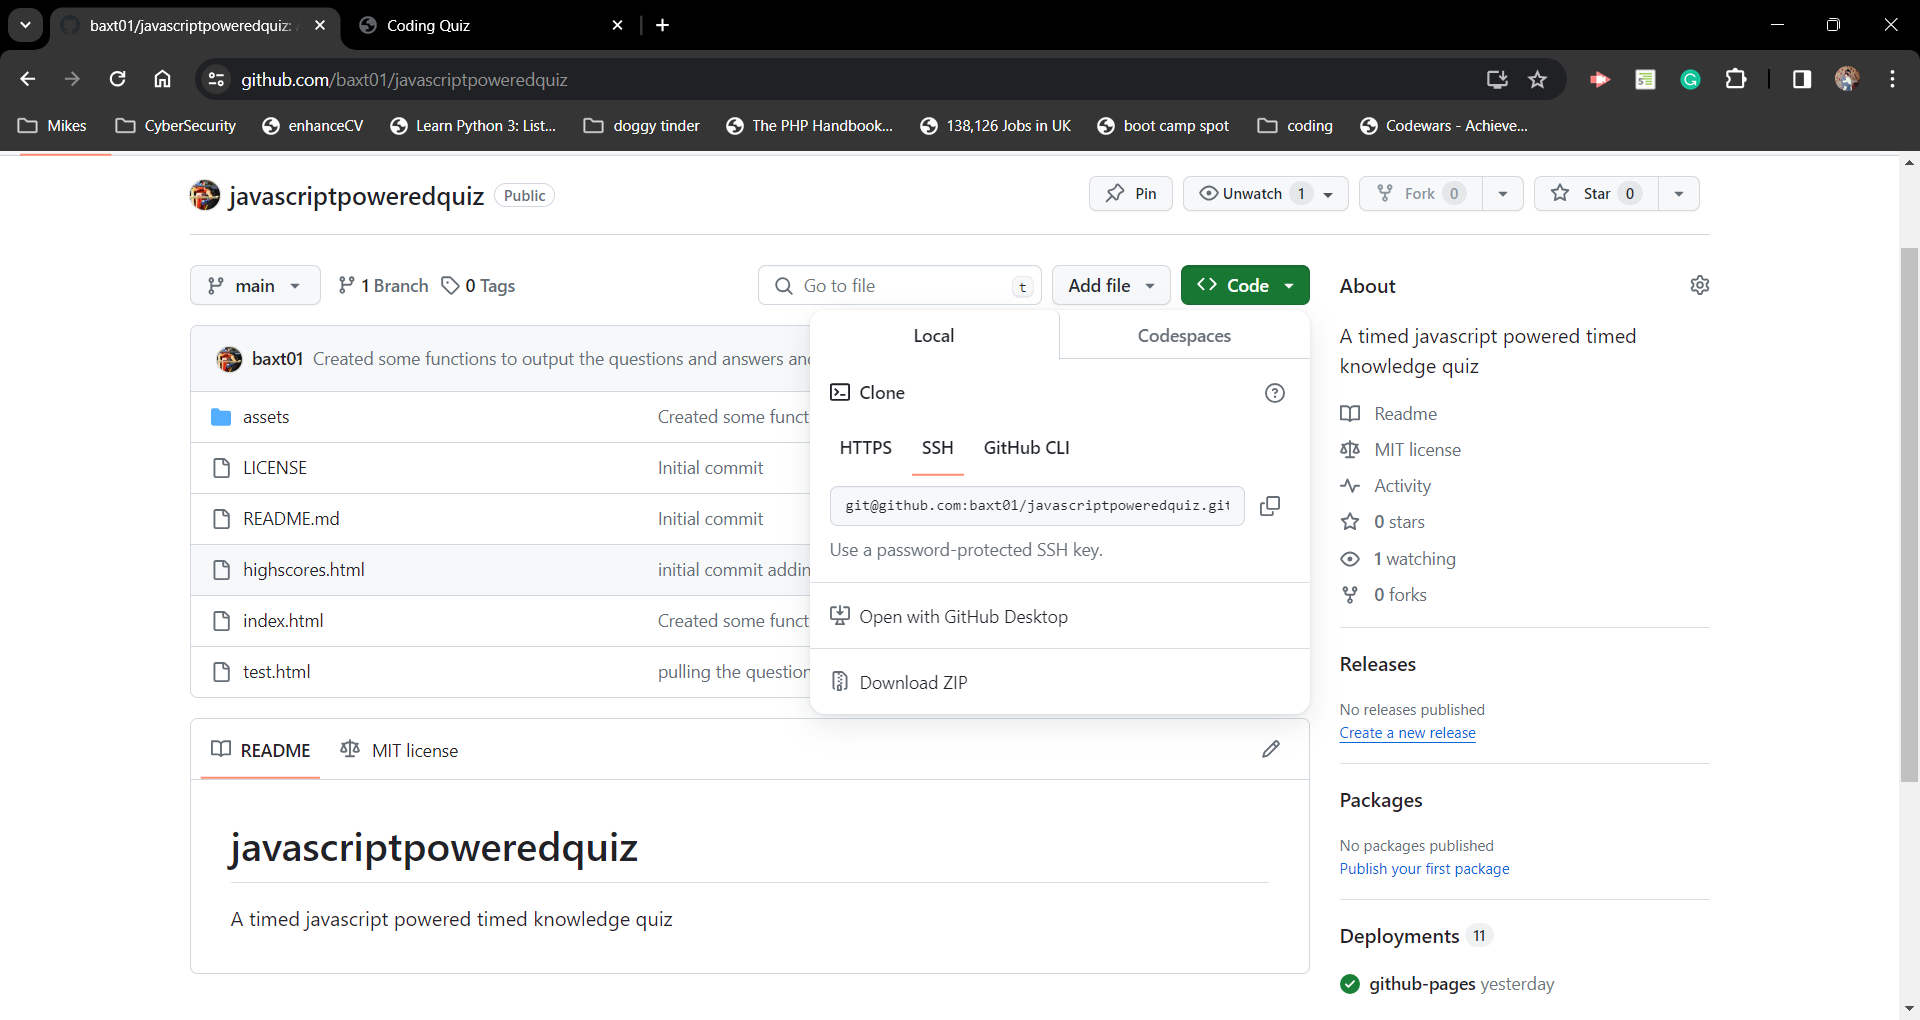 baxt01/javascriptpoweredquiz:
Coding Quiz
github.com/baxt01/javascriptpoweredquiz
Mikes
CyberSecurity
enhanceCV
Learn Python 3: List...
doggy tinder
The PHP Handbook...
138,126 Jobs in UK
boot camp spot
coding
Codewars - Achieve...
javascriptpoweredquiz Public
Pin
Unwatch 1
Fork 0
Star 0
main
1 Branch
0 Tags
Go to file t
Add file
<> Code
About
Local
Codespaces
A timed javascript powered timed
knowledge quiz
baxt01 Created some functions to output the questions and answers an
Clone
assets Created some funct
HTTPS
SSH
GitHub CLI
LICENSE Initial commit
git@github.com:baxt01/javascriptpoweredquiz.git
README.md Initial commit
Use a password-protected SSH key.
highscores.html initial commit addin
index.html Created some funct
Open with GitHub Desktop
test.html pulling the question
Download ZIP
Readme
MIT license
Activity
0 stars
1 watching
0 forks
Releases
No releases published
Create a new release
README
MIT license
javascriptpoweredquiz
A timed javascript powered timed knowledge quiz
Packages
No packages published
Publish your first package
Deployments 11
github-pages yesterday